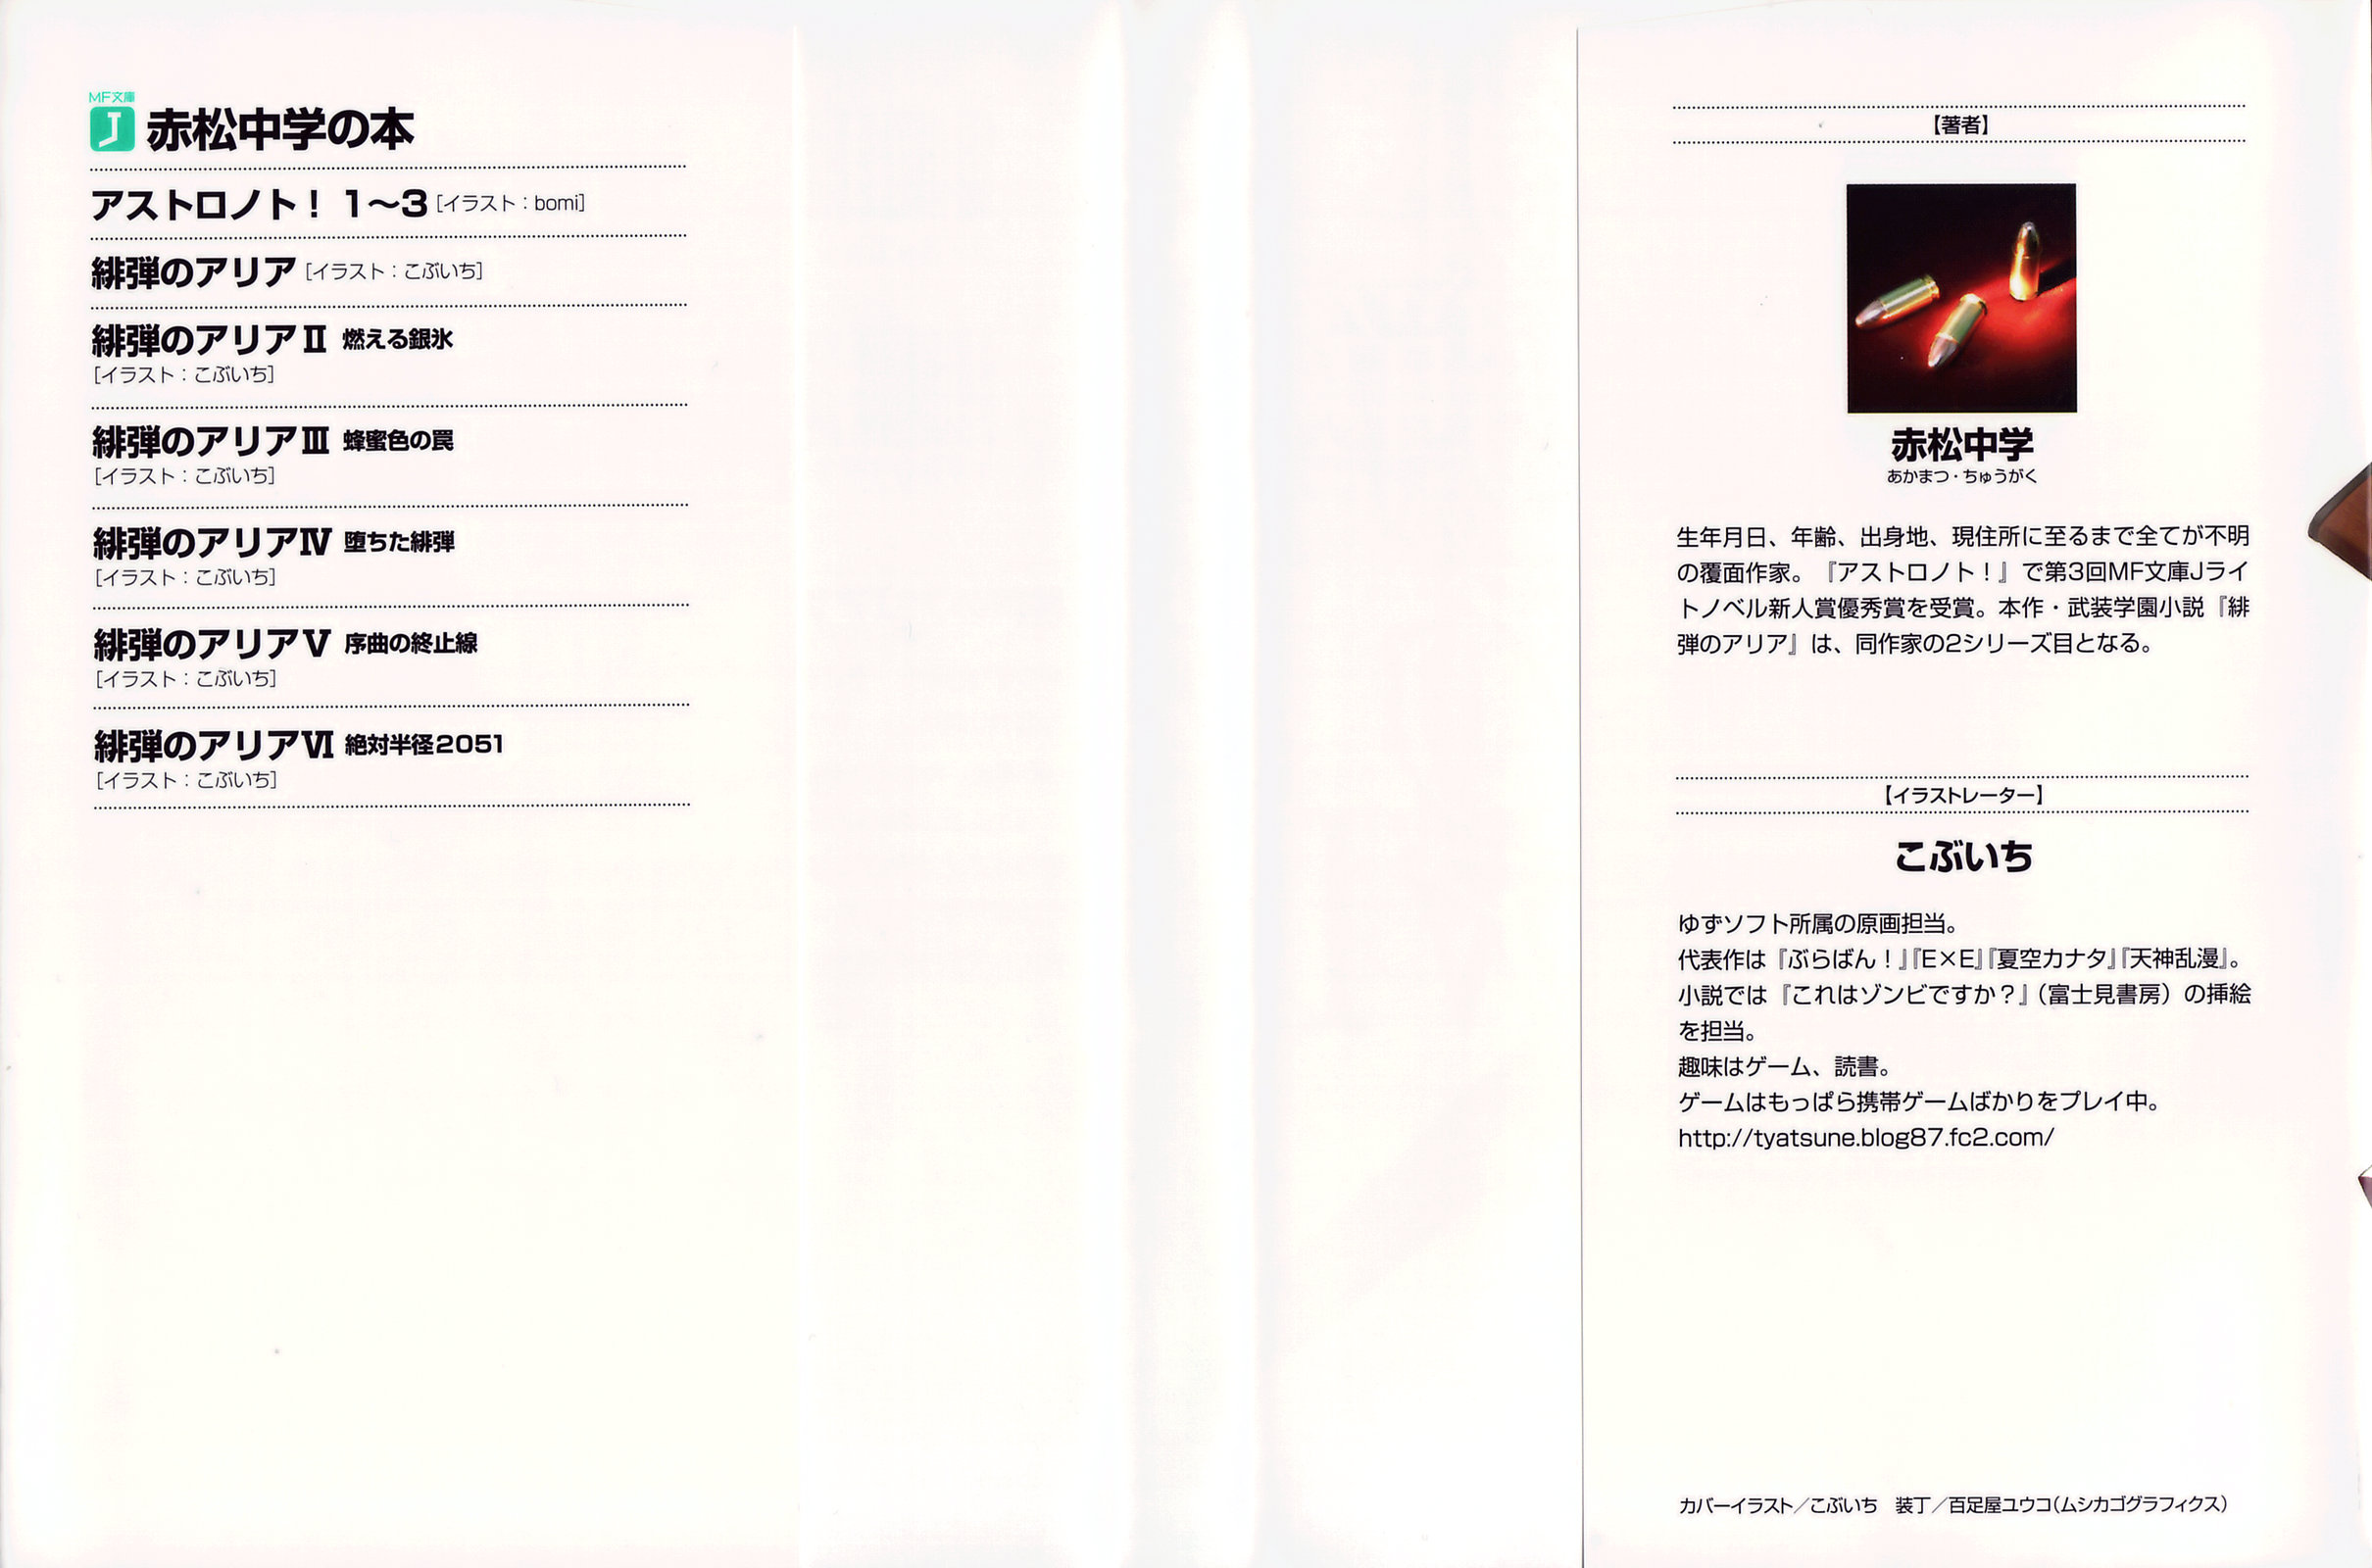 MF文庫
J 赤松中学の本
アストロノト！ 1〜3 [イラスト：bomi]
緋弾のアリア [イラスト：こぶいち]
緋弾のアリアⅡ 燃える銀氷
[イラスト：こぶいち]
緋弾のアリアⅢ 蜂蜜色の罠
[イラスト：こぶいち]
緋弾のアリアⅣ 堕ちた緋弾
[イラスト：こぶいち]
緋弾のアリアⅤ 序曲の終止線
[イラスト：こぶいち]
緋弾のアリアⅥ 絶対半径2051
[イラスト：こぶいち]
【著者】
赤松中学
あかまつ・ちゅうがく
生年月日、年齢、出身地、現住所に至るまで全てが不明
の覆面作家。『アストロノト！』で第3回MF文庫Jライ
トノベル新人賞優秀賞を受賞。本作・武装学園小説『緋
弾のアリア』は、同作家の2シリーズ目となる。
【イラストレーター】
こぶいち
ゆずソフト所属の原画担当。
代表作は『ぶらばん！』『E×E』『夏空カナタ』『天神乱漫』。
小説では『これはゾンビですか？』（富士見書房）の挿絵
を担当。
趣味はゲーム、読書。
ゲームはもっぱら携帯ゲームばかりをプレイ中。
http://tyatsune.blog87.fc2.com/
カバーイラスト／こぶいち　装丁／百足屋ユウコ（ムシカゴグラフィクス）